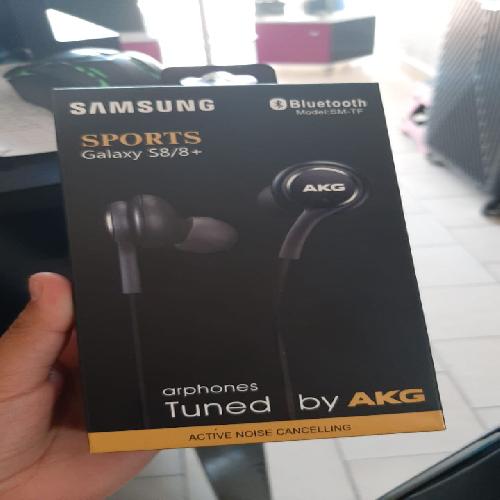 SAMSUNG
Bluetooth
Model:SM-TF
SPORTS
Galaxy S8/8+
AKG
arphones
Tuned by AKG
ACTIVE NOISE CANCELLING